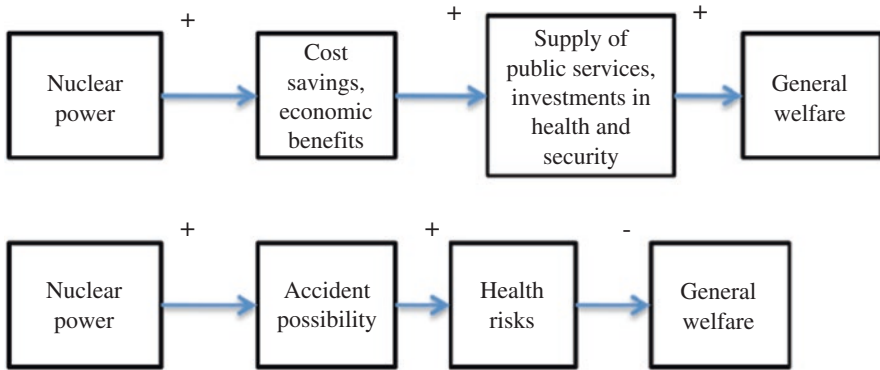 + + +
Nuclear
power
Cost
savings,
economic
benefits
Supply of
public services,
investments in
health and
security
General
welfare
+ + -
Nuclear
power
Accident
possibility
Health
risks
General
welfare